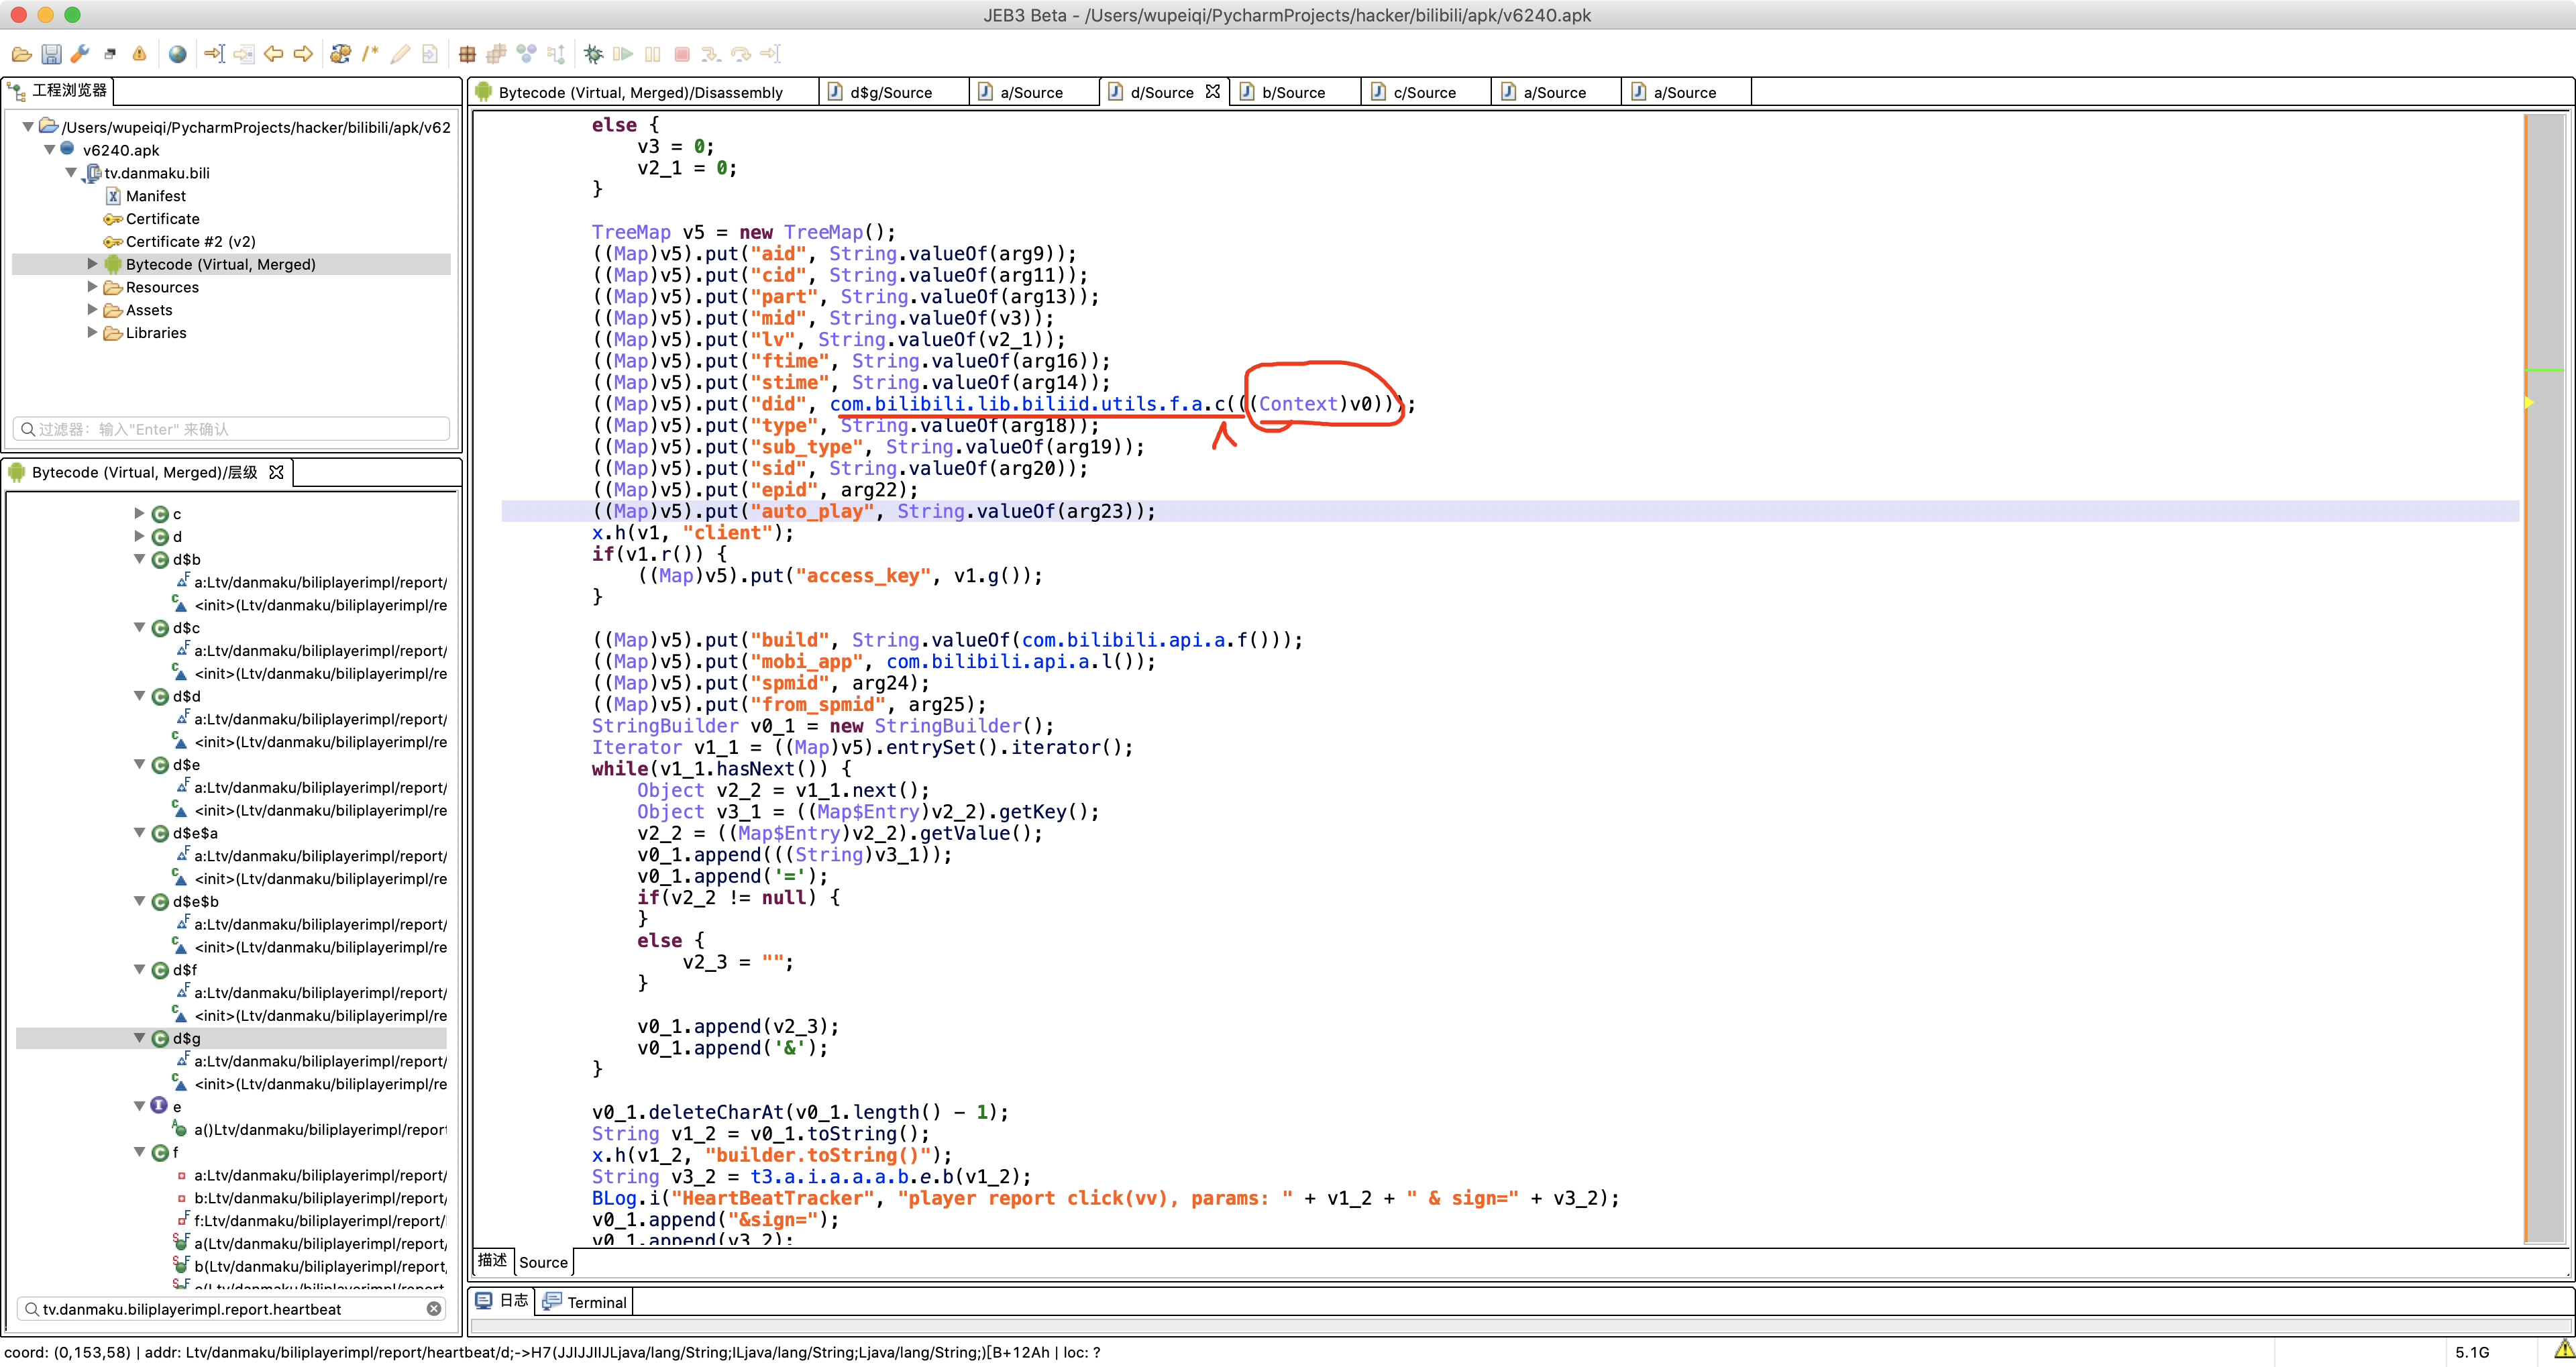 JEB3 Beta - /Users/wupeiqi/PycharmProjects/hacker/bilibili/apk/v6240.apk
工程浏览器
/Users/wupeiqi/PycharmProjects/hacker/bilibili/apk/v62
v6240.apk
tv.danmaku.bili
Manifest
Certificate
Certificate #2 (v2)
Bytecode (Virtual, Merged)
Resources
Assets
Libraries
过滤器: 输入"Enter" 来确认
Bytecode (Virtual, Merged)/层级
c
d
d$b
a:Ltv/danmaku/biliplayerimpl/report/
<init>(Ltv/danmaku/biliplayerimpl/re
d$c
a:Ltv/danmaku/biliplayerimpl/report/
<init>(Ltv/danmaku/biliplayerimpl/re
d$d
a:Ltv/danmaku/biliplayerimpl/report/
<init>(Ltv/danmaku/biliplayerimpl/re
d$e
a:Ltv/danmaku/biliplayerimpl/report/
<init>(Ltv/danmaku/biliplayerimpl/re
d$e$a
a:Ltv/danmaku/biliplayerimpl/report/
<init>(Ltv/danmaku/biliplayerimpl/re
d$e$b
a:Ltv/danmaku/biliplayerimpl/report/
<init>(Ltv/danmaku/biliplayerimpl/re
d$f
a:Ltv/danmaku/biliplayerimpl/report/
<init>(Ltv/danmaku/biliplayerimpl/re
d$g
a:Ltv/danmaku/biliplayerimpl/report/
<init>(Ltv/danmaku/biliplayerimpl/re
e
a()Ltv/danmaku/biliplayerimpl/report
f
a:Ltv/danmaku/biliplayerimpl/report/
b:Ltv/danmaku/biliplayerimpl/report/
f:Ltv/danmaku/biliplayerimpl/report/
a(Ltv/danmaku/biliplayerimpl/report/
b(Ltv/danmaku/biliplayerimpl/report/
tv.danmaku.biliplayerimpl.report.heartbeat
Bytecode (Virtual, Merged)/Disassembly
d$g/Source
a/Source
d/Source
b/Source
c/Source
a/Source
a/Source
else {
v3 = 0;
v2_1 = 0;
}
TreeMap v5 = new TreeMap();
((Map)v5).put("aid", String.valueOf(arg9));
((Map)v5).put("cid", String.valueOf(arg11));
((Map)v5).put("part", String.valueOf(arg13));
((Map)v5).put("mid", String.valueOf(v3));
((Map)v5).put("lv", String.valueOf(v2_1));
((Map)v5).put("ftime", String.valueOf(arg16));
((Map)v5).put("stime", String.valueOf(arg14));
((Map)v5).put("did", com.bilibili.lib.biliid.utils.f.a.c(((Context)v0)));
((Map)v5).put("type", String.valueOf(arg18));
((Map)v5).put("sub_type", String.valueOf(arg19));
((Map)v5).put("sid", String.valueOf(arg20));
((Map)v5).put("epid", arg22);
((Map)v5).put("auto_play", String.valueOf(arg23));
x.h(v1, "client");
if(v1.r()) {
((Map)v5).put("access_key", v1.g());
}
((Map)v5).put("build", String.valueOf(com.bilibili.api.a.f()));
((Map)v5).put("mobi_app", com.bilibili.api.a.l());
((Map)v5).put("spmid", arg24);
((Map)v5).put("from_spmid", arg25);
StringBuilder v0_1 = new StringBuilder();
Iterator v1_1 = ((Map)v5).entrySet().iterator();
while(v1_1.hasNext()) {
Object v2_2 = v1_1.next();
Object v3_1 = ((Map$Entry)v2_2).getKey();
v2_2 = ((Map$Entry)v2_2).getValue();
v0_1.append(((String)v3_1));
v0_1.append('=');
if(v2_2 != null) {
}
else {
v2_3 = "";
}
v0_1.append(v2_3);
v0_1.append('&');
}
v0_1.deleteCharAt(v0_1.length() - 1);
String v1_2 = v0_1.toString();
x.h(v1_2, "builder.toString()");
String v3_2 = t3.a.i.a.a.a.b.e.b(v1_2);
BLog.i("HeartBeatTracker", "player report click(vv), params: " + v1_2 + " & sign=" + v3_2);
v0_1.append("&sign=");
v0_1.append(v3_2);
描述
Source
日志
Terminal
coord: (0,153,58) | addr: Ltv/danmaku/biliplayerimpl/report/heartbeat/d;->H7(JJIJJIIJLjava/lang/String;ILjava/lang/String;Ljava/lang/String;)[B+12Ah | loc: ?
5.1G